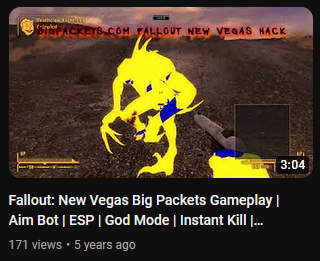 BIGPACKETS.COM FALLOUT NEW VEGAS HACK
3:04
Fallout: New Vegas Big Packets Gameplay |
Aim Bot | ESP | God Mode | Instant Kill |...
171 views • 5 years ago